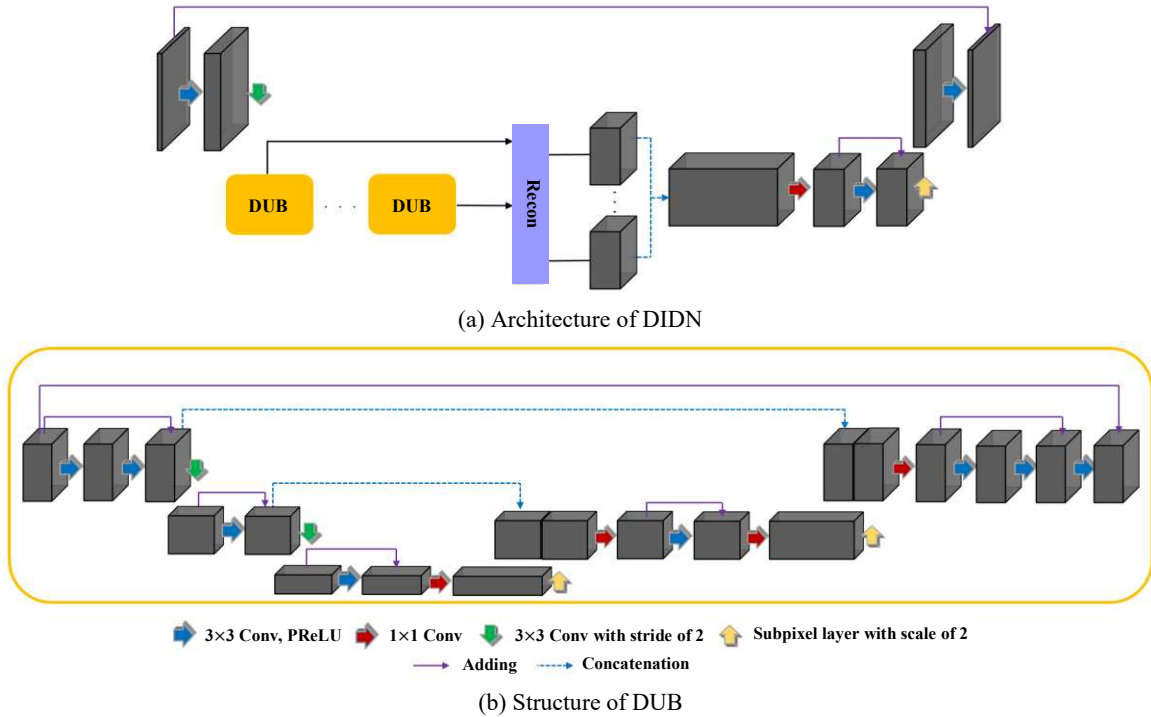 DUB
. . .
DUB
Recon
(a) Architecture of DIDN
3×3 Conv, PReLU
1×1 Conv
3×3 Conv with stride of 2
Subpixel layer with scale of 2
Adding
Concatenation
(b) Structure of DUB